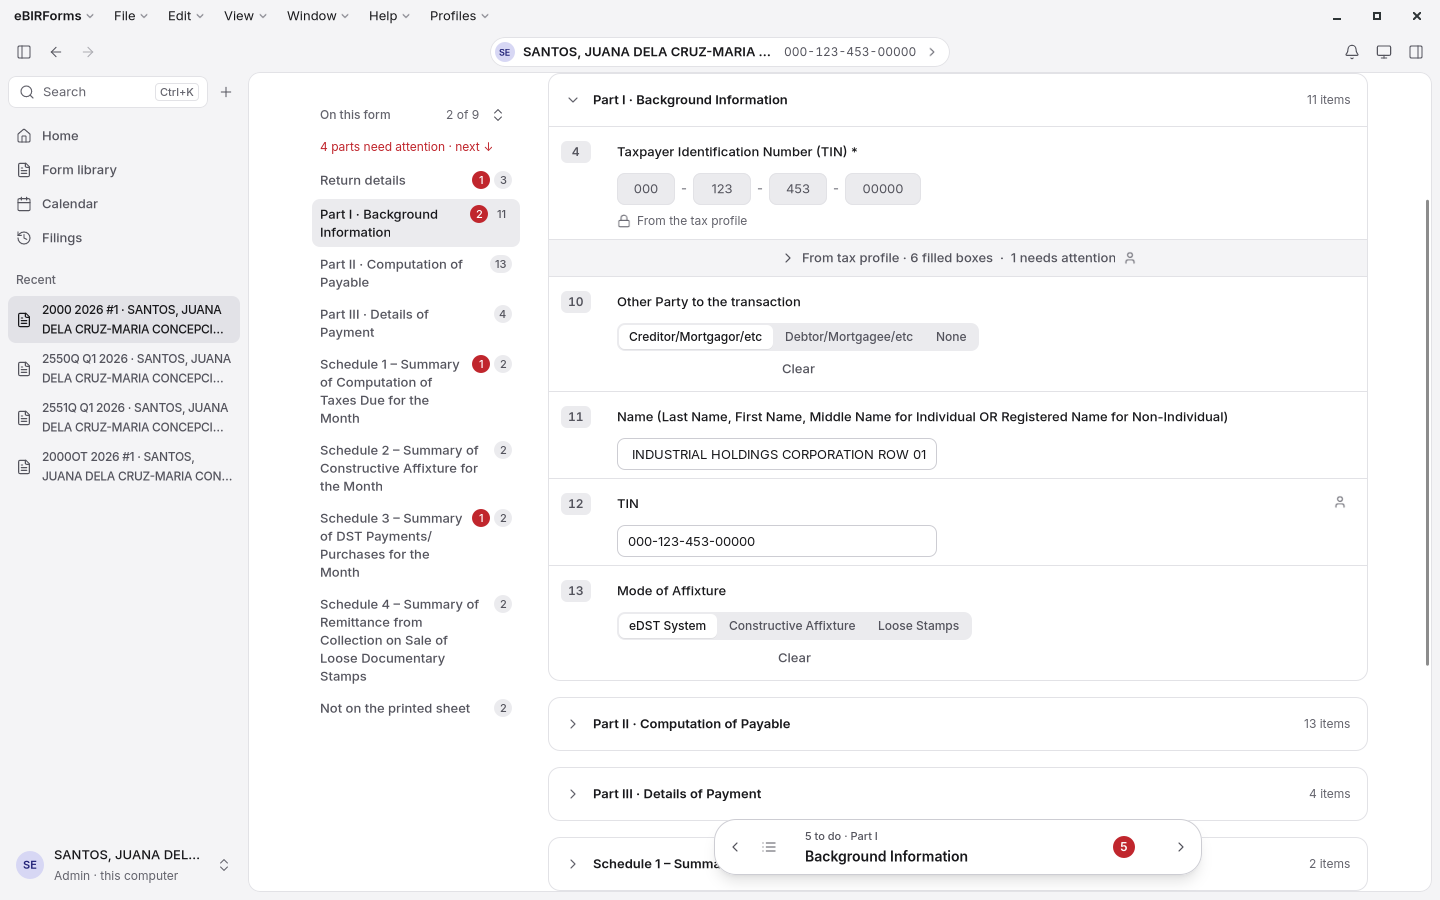 eBIRForms File Edit View Window Help Profiles
SE SANTOS, JUANA DELA CRUZ-MARIA ... 000-123-453-00000
Search Ctrl+K
Home
Form library
Calendar
Filings
Recent
2000 2026 #1 · SANTOS, JUANA
DELA CRUZ-MARIA CONCEPCI...
2550Q Q1 2026 · SANTOS, JUANA
DELA CRUZ-MARIA CONCEPCI...
2551Q Q1 2026 · SANTOS, JUANA
DELA CRUZ-MARIA CONCEPCI...
2000OT 2026 #1 · SANTOS,
JUANA DELA CRUZ-MARIA CON...
SE
SANTOS, JUANA DEL...
Admin · this computer
On this form 2 of 9
4 parts need attention · next ↓
Return details 1 3
Part I · Background 2 11
Information
Part II · Computation of 13
Payable
Part III · Details of 4
Payment
Schedule 1 – Summary 1 2
of Computation of
Taxes Due for the
Month
Schedule 2 – Summary of 2
Constructive Affixture for
the Month
Schedule 3 – Summary 1 2
of DST Payments/
Purchases for the
Month
Schedule 4 – Summary of 2
Remittance from
Collection on Sale of
Loose Documentary
Stamps
Not on the printed sheet 2
Part I · Background Information 11 items
4 Taxpayer Identification Number (TIN) *
000 - 123 - 453 - 00000
From the tax profile
From tax profile · 6 filled boxes · 1 needs attention
10 Other Party to the transaction
Creditor/Mortgagor/etc Debtor/Mortgagee/etc None
Clear
11 Name (Last Name, First Name, Middle Name for Individual OR Registered Name for Non-Individual)
INDUSTRIAL HOLDINGS CORPORATION ROW 01
12 TIN
000-123-453-00000
13 Mode of Affixture
eDST System Constructive Affixture Loose Stamps
Clear
Part II · Computation of Payable 13 items
Part III · Details of Payment 4 items
Schedule 1 – Summa 2 items
5 to do · Part I
Background Information 5